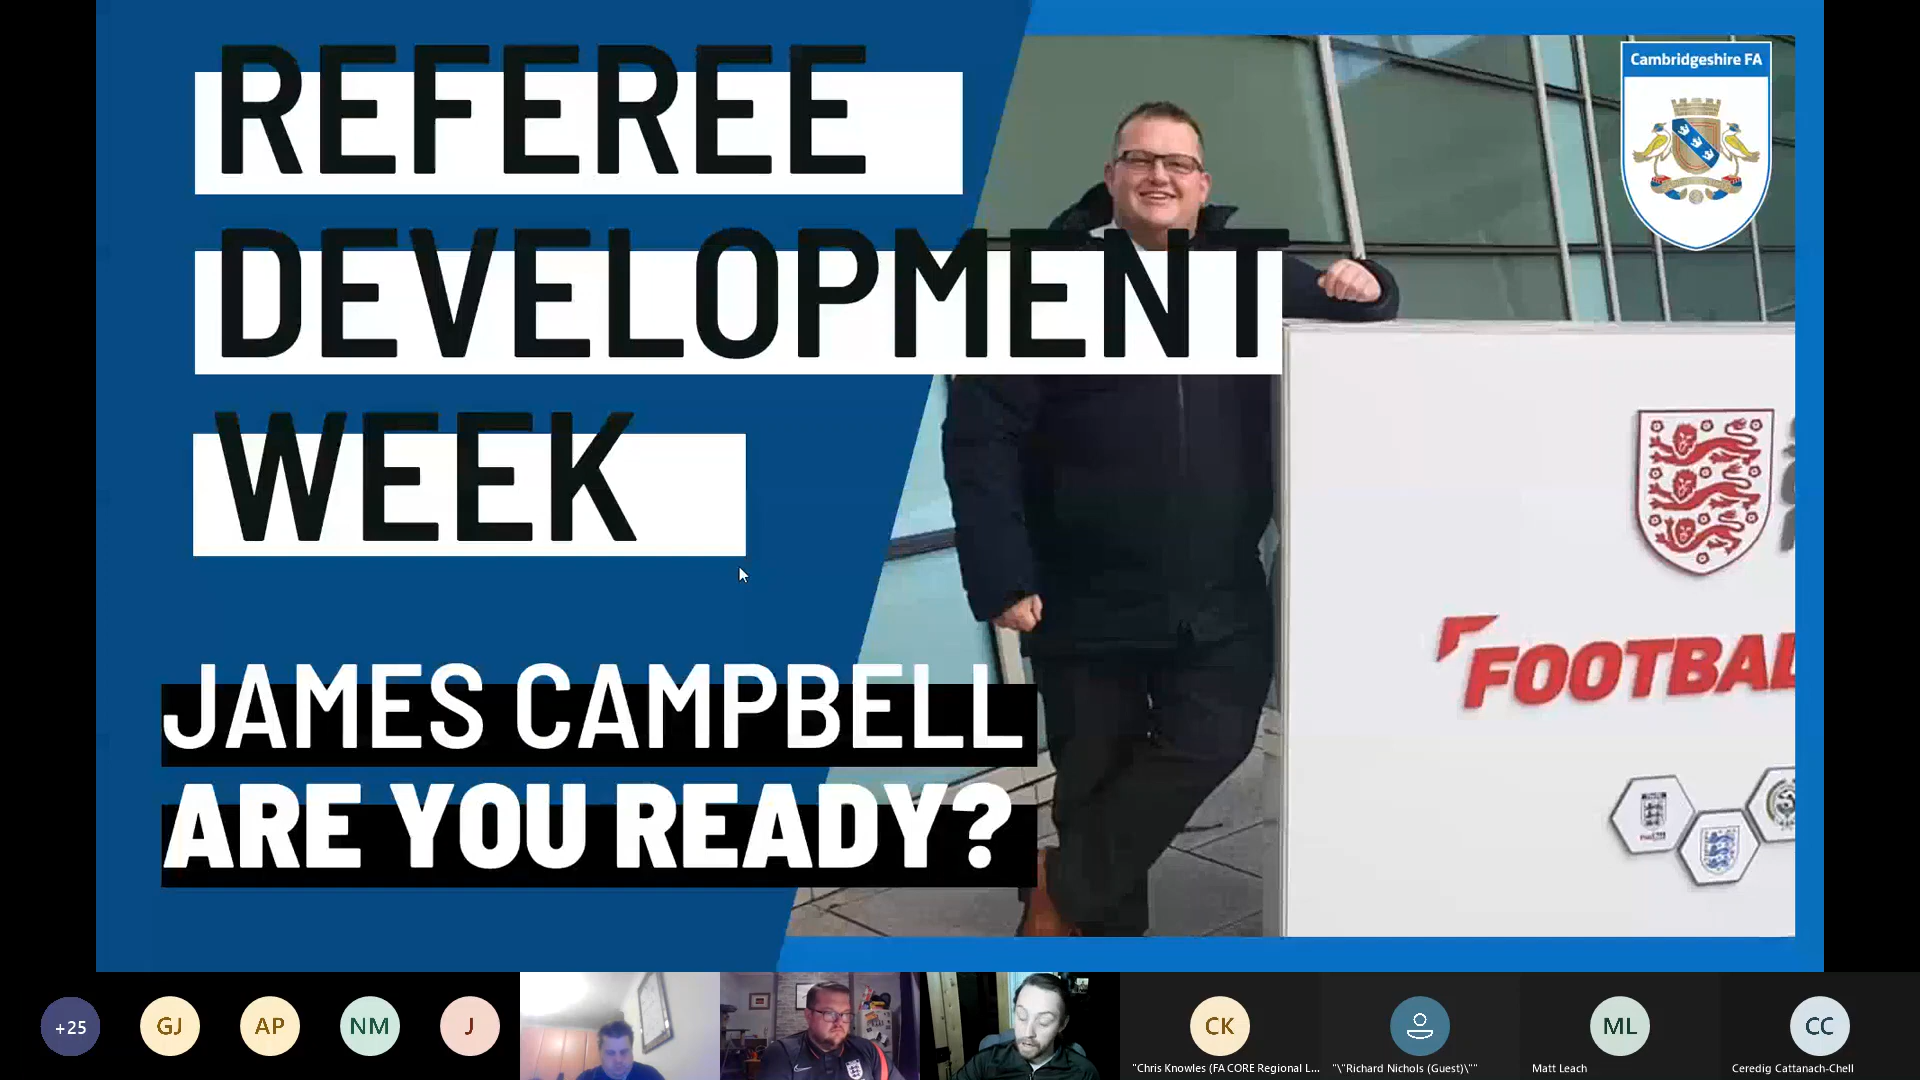 REFEREE
DEVELOPMENT
WEEK
JAMES CAMPBELL
ARE YOU READY?
Cambridgeshire FA
FOOTBAL
+25
GJ
AP
NM
J
CK
ML
CC
"Chris Knowles (FA CORE Regional L...
"\"Richard Nichols (Guest)\""
Matt Leach
Ceredig Cattanach-Chell